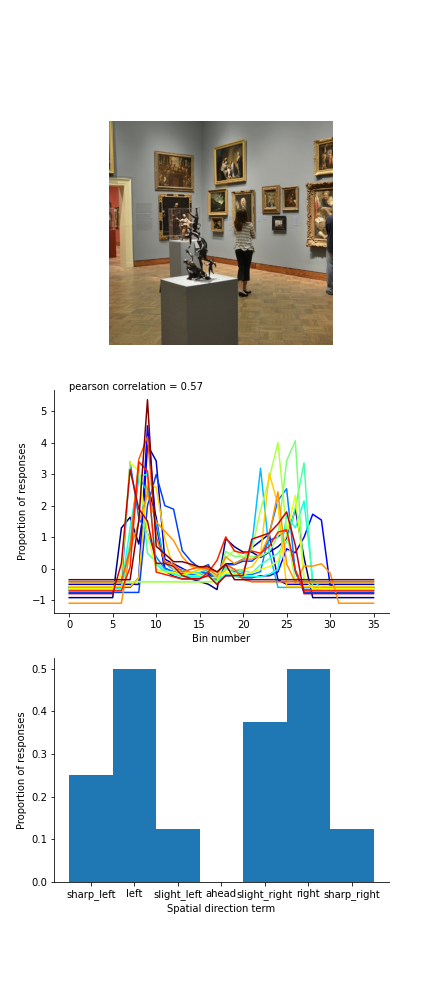 pearson correlation = 0.57
Proportion of responses
5
4
3
2
1
0
−1
0 5 10 15 20 25 30 35
Bin number
Proportion of responses
0.5
0.4
0.3
0.2
0.1
0.0
sharp_left left slight_left ahead slight_right right sharp_right
Spatial direction term